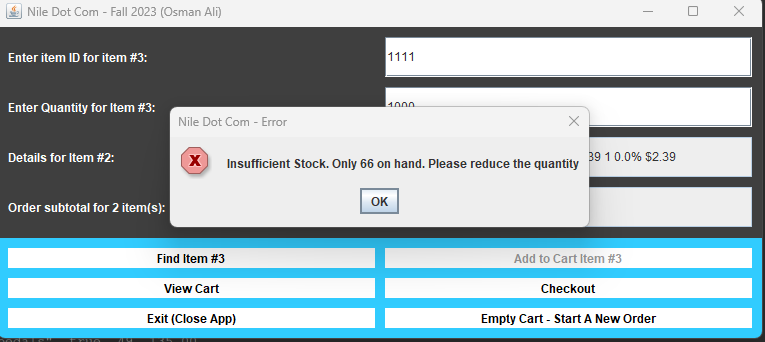 Nile Dot Com - Fall 2023 (Osman Ali)
Enter item ID for item #3:
1111
Enter Quantity for Item #3:
Nile Dot Com - Error
Insufficient Stock. Only 66 on hand. Please reduce the quantity
OK
Details for Item #2:
39 1 0.0% $2.39
Order subtotal for 2 item(s):
Find Item #3
Add to Cart Item #3
View Cart
Checkout
Exit (Close App)
Empty Cart - Start A New Order